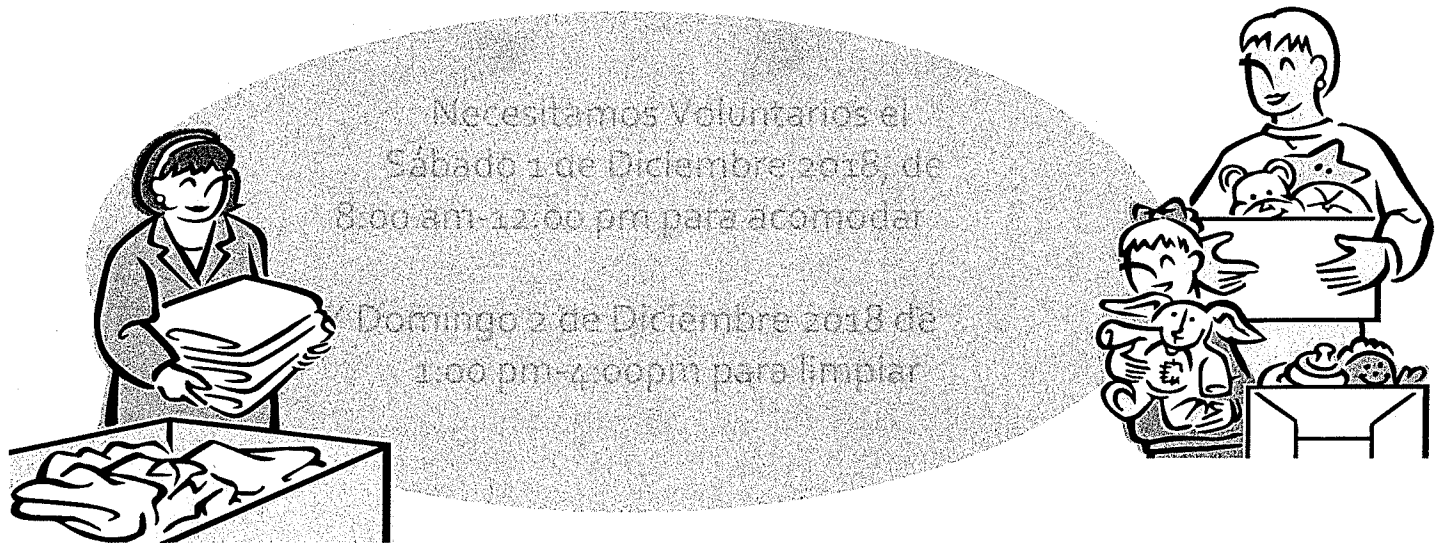 Necesitamos Voluntarios el
Sábado 1 de Diciembre 2018, de
8:00 am-12:00 pm para acomodar
Domingo 2 de Diciembre 2018 de
1:00 pm-4:00pm para limpiar